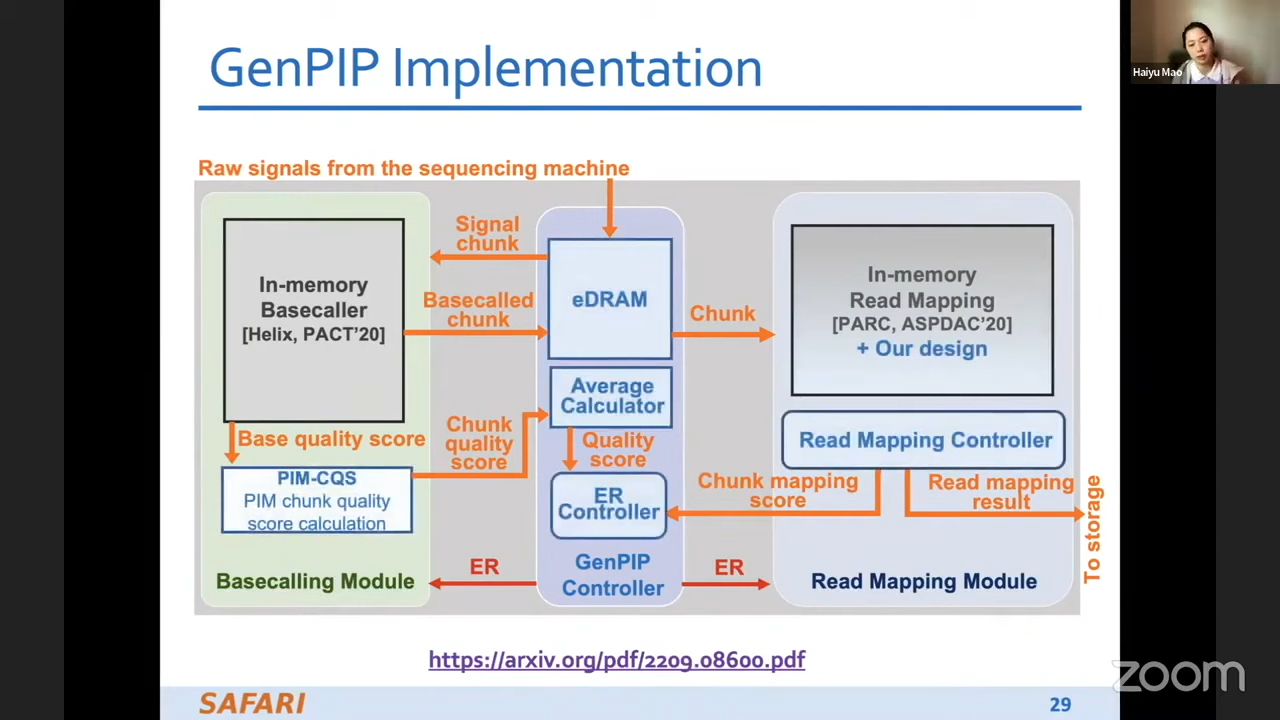 GenPIP Implementation
Haiyu Mao
Raw signals from the sequencing machine
Signal
chunk
In-memory
Basecaller
[Helix, PACT'20]
Basecalled
chunk
eDRAM
Chunk
In-memory
Read Mapping
[PARC, ASPDAC'20]
+ Our design
Average
Calculator
Base quality score
Chunk
quality
score
Quality
score
Read Mapping Controller
PIM-CQS
PIM chunk quality
score calculation
ER
Controller
Chunk mapping
score
Read mapping
result
To storage
Basecalling Module
ER
GenPIP
Controller
ER
Read Mapping Module
https://arxiv.org/pdf/2209.08600.pdf
zoom
SAFARI
29